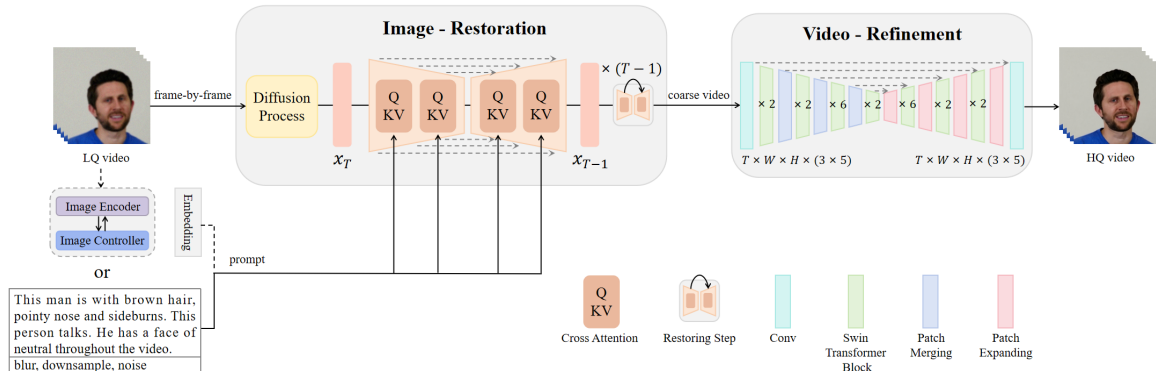 Image - Restoration
Video - Refinement
× (T − 1)
frame-by-frame
Diffusion
Process
Q
KV
Q
KV
Q
KV
Q
KV
coarse video
× 2
× 2
× 6
× 2
× 6
× 2
× 2
x_T
x_{T−1}
T × W × H × (3 × 5)
T × W × H × (3 × 5)
LQ video
HQ video
Image Encoder
Image Controller
Embedding
or
prompt
This man is with brown hair,
pointy nose and sideburns. This
person talks. He has a face of
neutral throughout the video.
blur, downsample, noise
Q
KV
Cross Attention
Restoring Step
Conv
Swin
Transformer
Block
Patch
Merging
Patch
Expanding